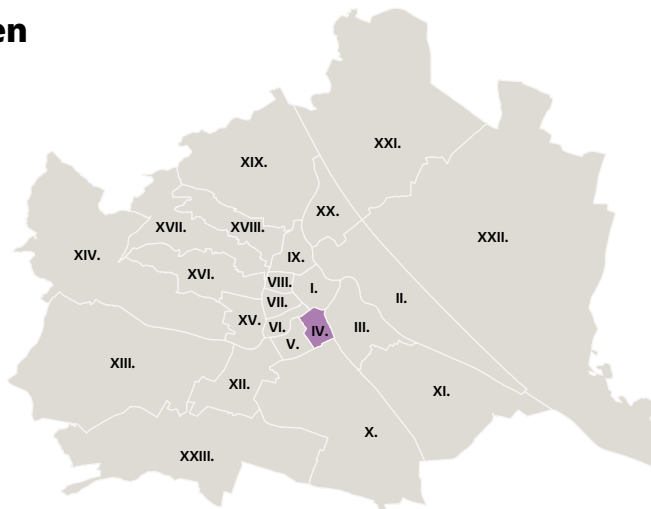 en
XXI.
XIX.
XX.
XVII.
XVIII.
XXII.
XIV.
IX.
XVI.
VIII.
I.
II.
VII.
XV.
VI.
IV.
III.
V.
XIII.
XII.
XI.
X.
XXIII.